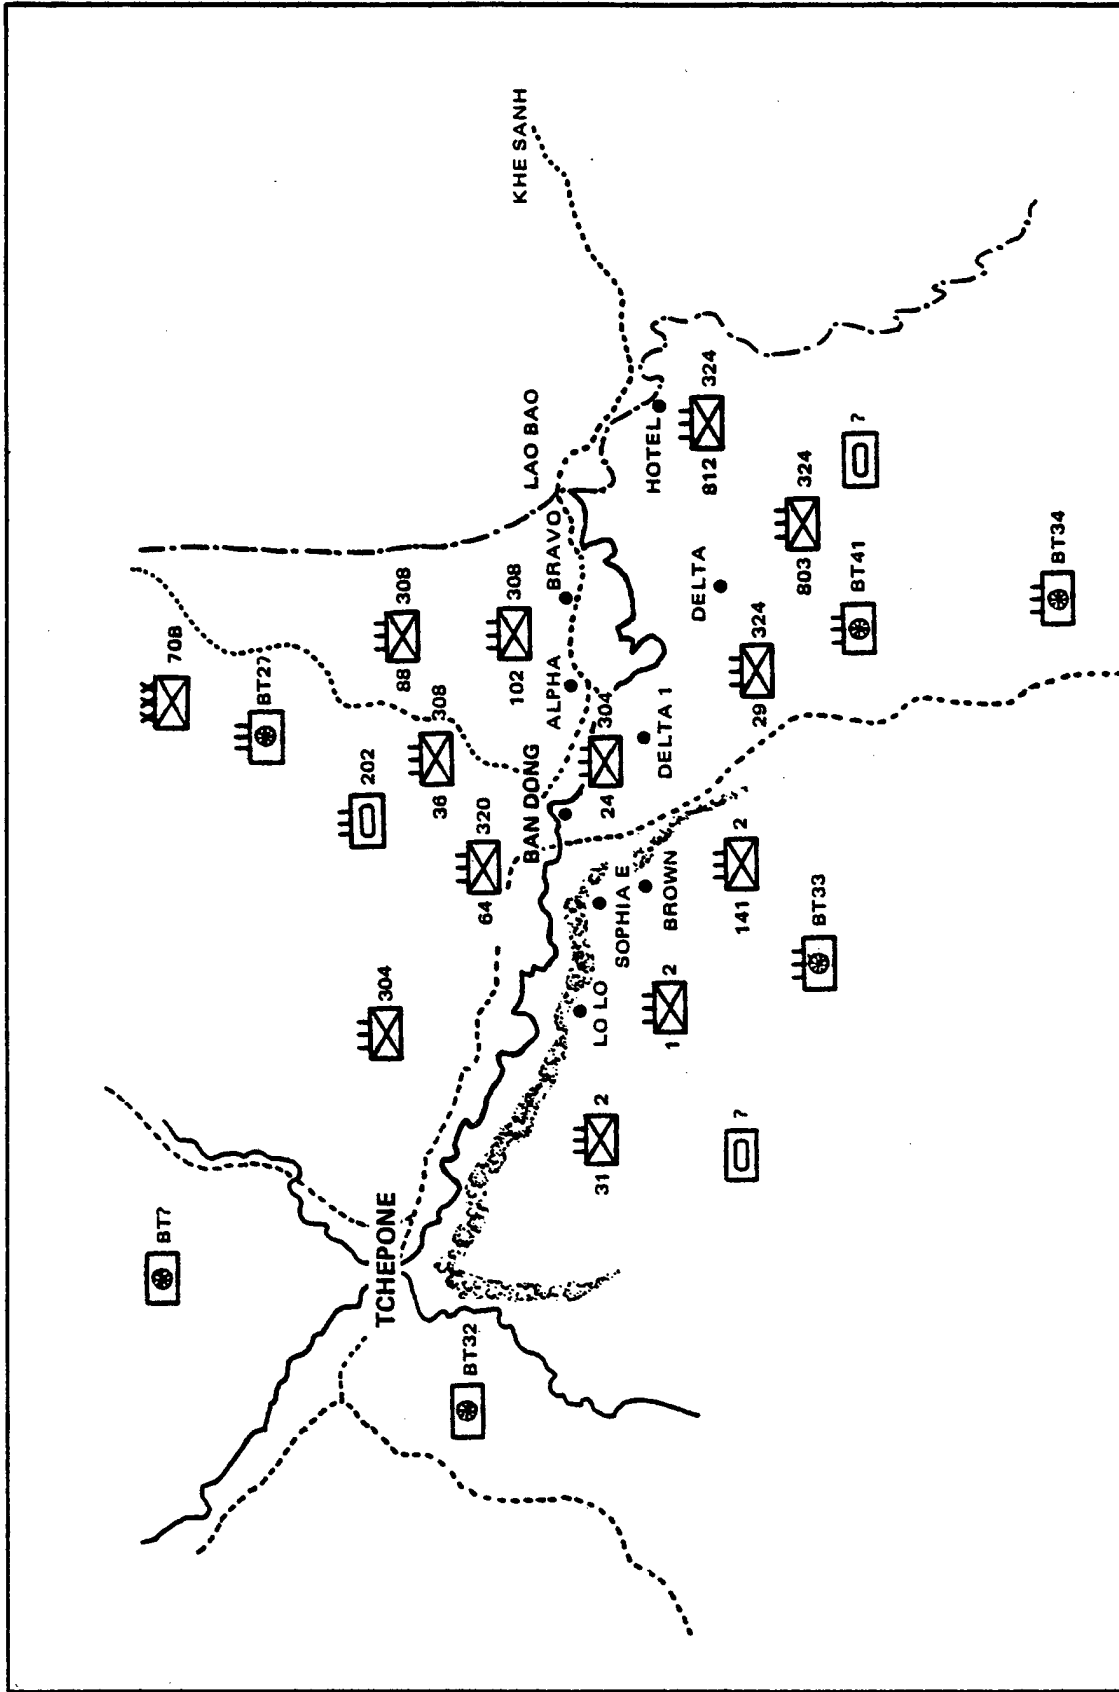 BT?
70B
BT27
202
TCHEPONE
304
88 308
36 308
BT32
64 320
102 308
KHE SANH
LAO BAO
BAN DONG
ALPHA
BRAVO
31 2
LO LO
24 304
SOPHIA E
HOTEL
DELTA 1
BROWN
1 2
DELTA
812 324
?
141 2
29 324
803 324
BT33
BT41
?
BT34